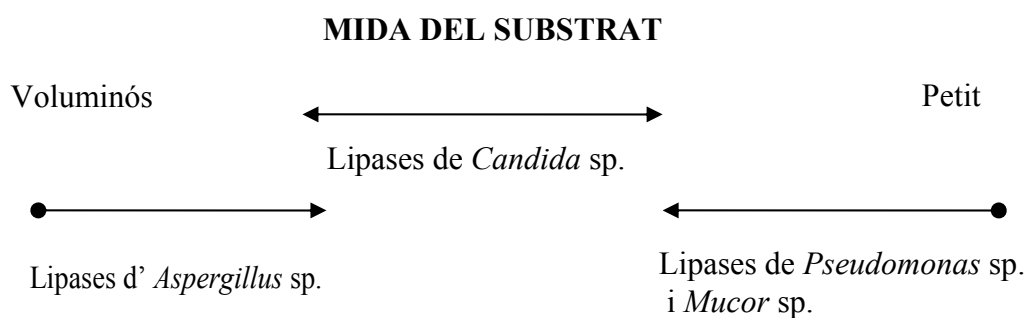 MIDA DEL SUBSTRAT
Voluminós
Petit
Lipases de Candida sp.
Lipases d’ Aspergillus sp.
Lipases de Pseudomonas sp.
i Mucor sp.